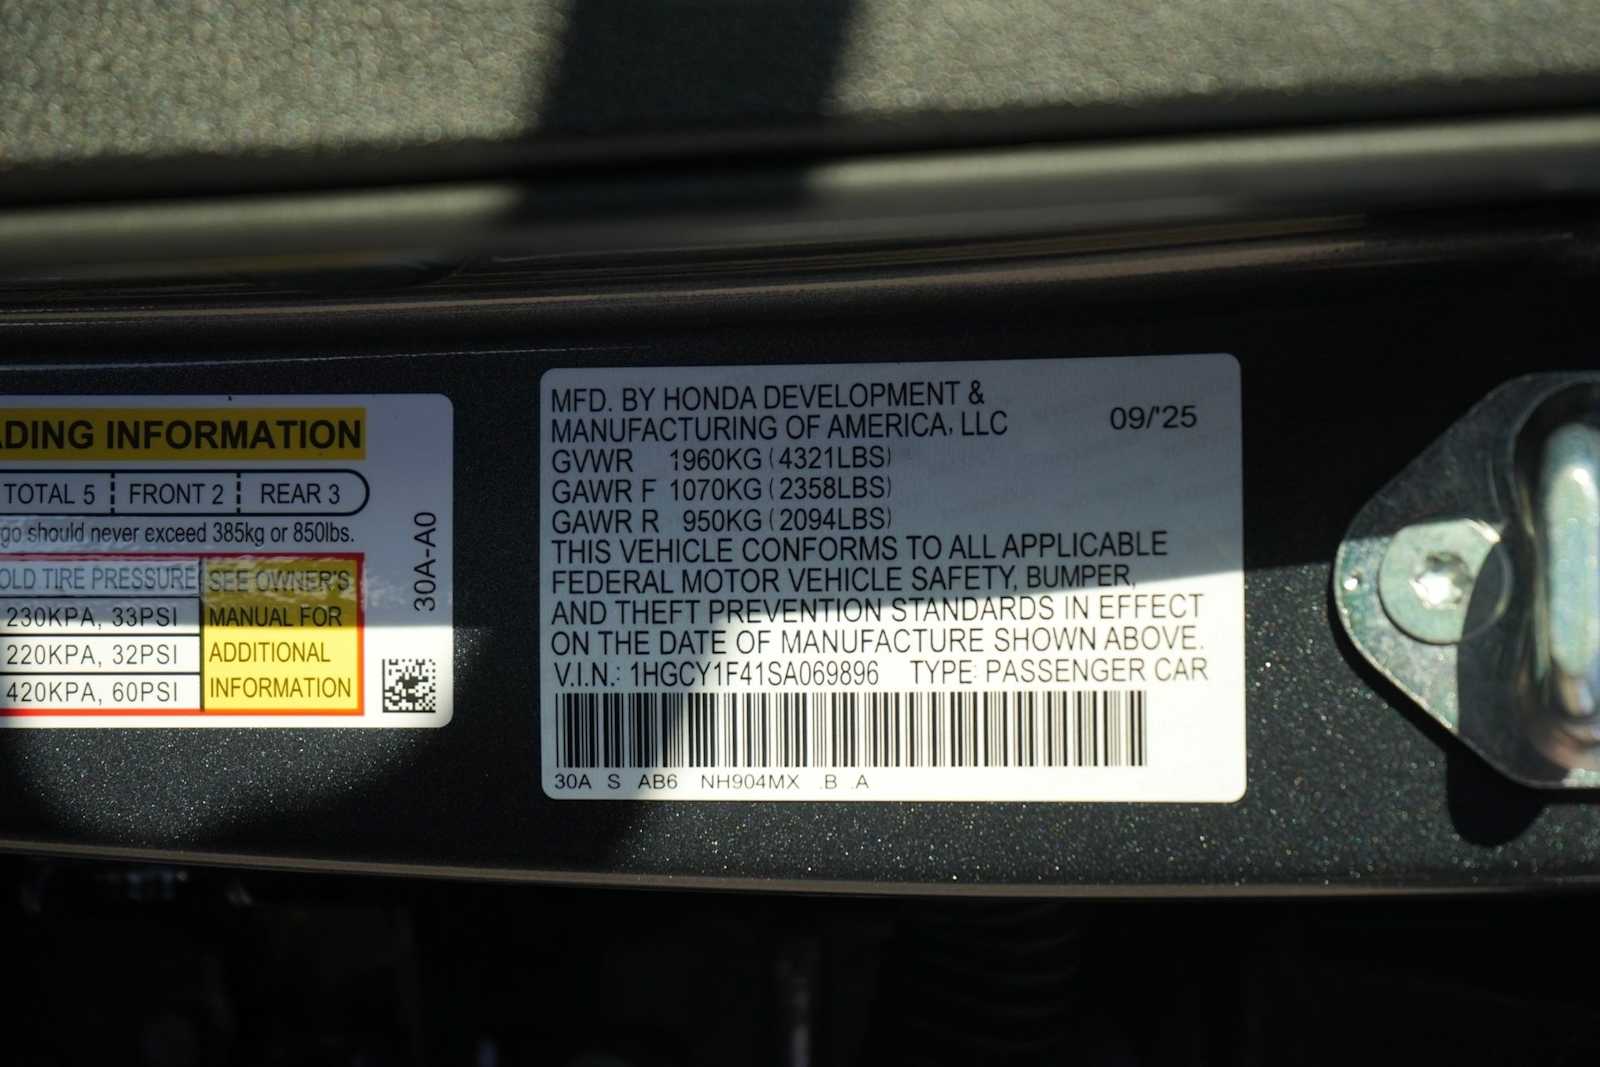 ADING INFORMATION
TOTAL 5 FRONT 2 REAR 3
go should never exceed 385kg or 850lbs.
OLD TIRE PRESSURE
230KPA, 33PSI
220KPA, 32PSI
420KPA, 60PSI
SEE OWNER'S
MANUAL FOR
ADDITIONAL
INFORMATION
30A-A0
MFD. BY HONDA DEVELOPMENT &
MANUFACTURING OF AMERICA, LLC 09/'25
GVWR 1960KG (4321LBS)
GAWR F 1070KG (2358LBS)
GAWR R 950KG (2094LBS)
THIS VEHICLE CONFORMS TO ALL APPLICABLE
FEDERAL MOTOR VEHICLE SAFETY, BUMPER,
AND THEFT PREVENTION STANDARDS IN EFFECT
ON THE DATE OF MANUFACTURE SHOWN ABOVE.
V.I.N.: 1HGCY1F41SA069896 TYPE: PASSENGER CAR
30A S AB6 NH904MX .B .A